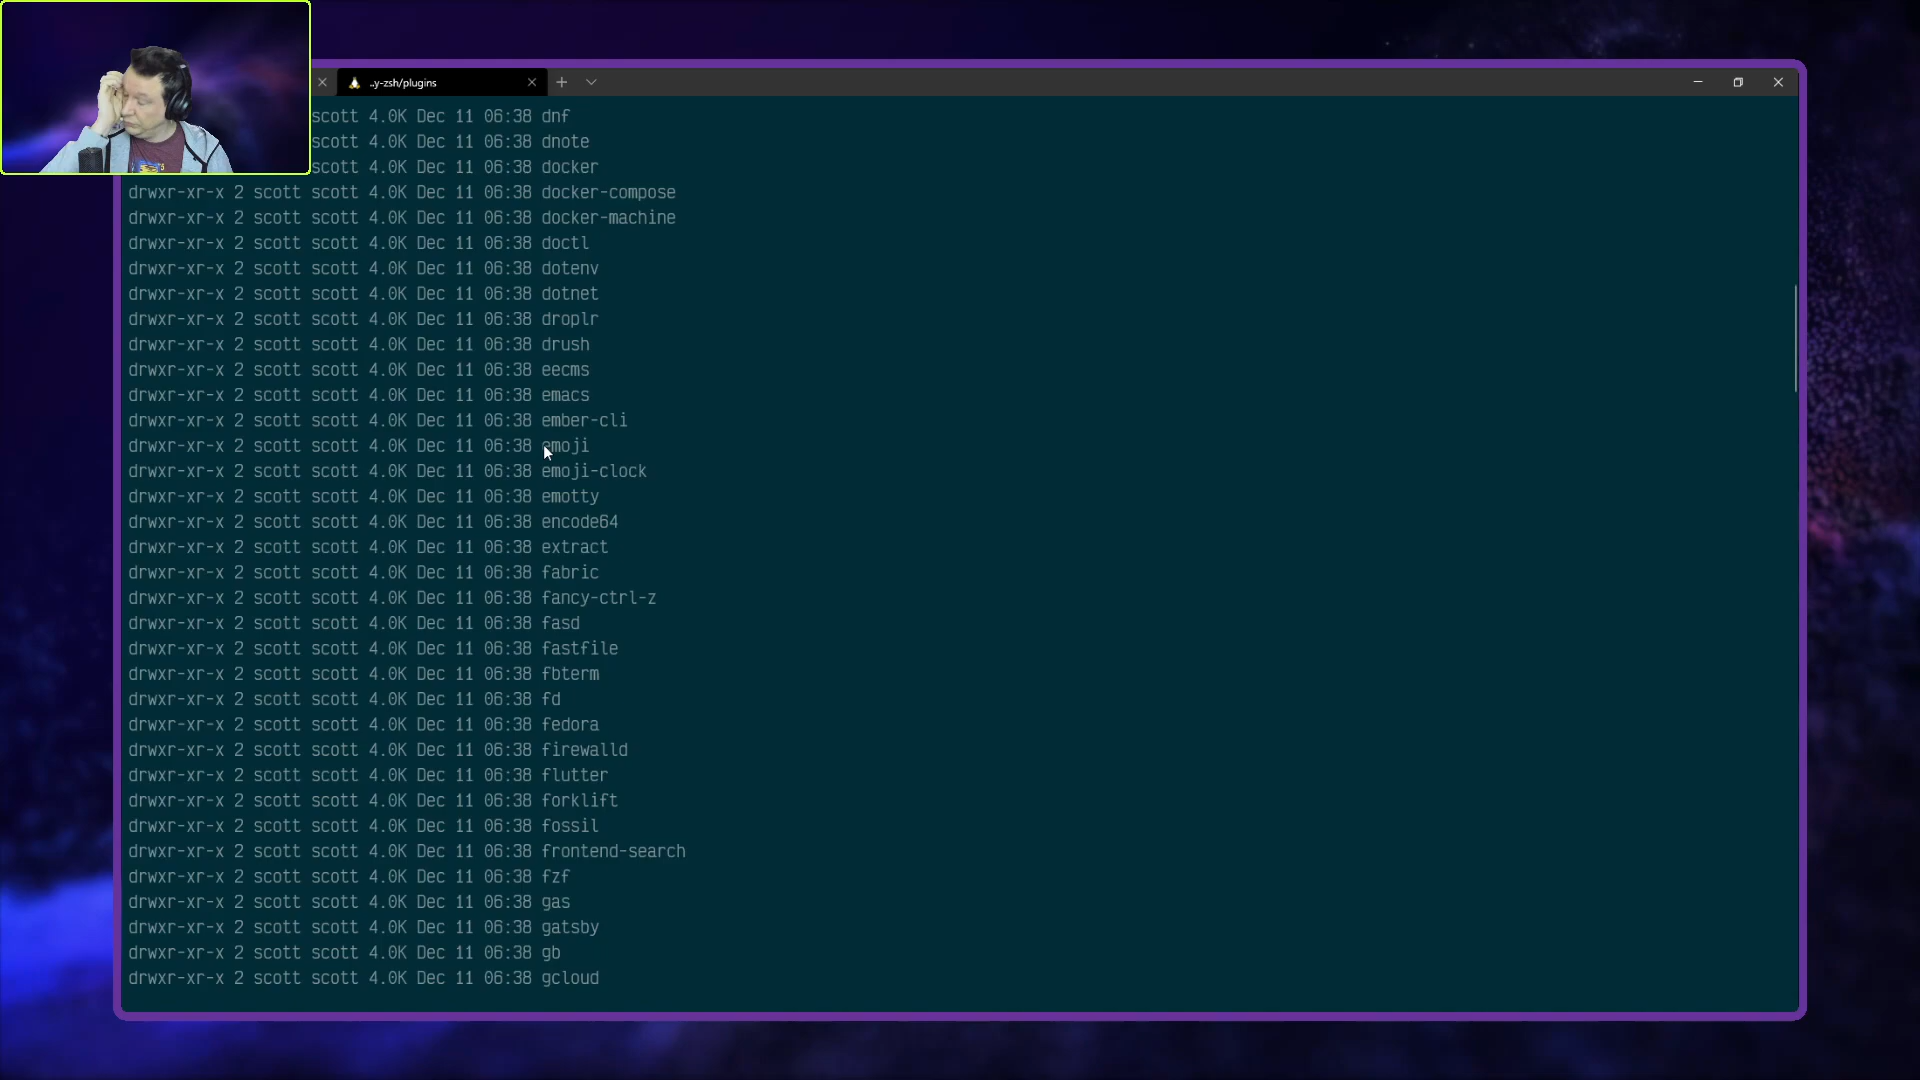 ..y-zsh/plugins
scott 4.0K Dec 11 06:38 dnf
scott 4.0K Dec 11 06:38 dnote
scott 4.0K Dec 11 06:38 docker
drwxr-xr-x 2 scott scott 4.0K Dec 11 06:38 docker-compose
drwxr-xr-x 2 scott scott 4.0K Dec 11 06:38 docker-machine
drwxr-xr-x 2 scott scott 4.0K Dec 11 06:38 doctl
drwxr-xr-x 2 scott scott 4.0K Dec 11 06:38 dotenv
drwxr-xr-x 2 scott scott 4.0K Dec 11 06:38 dotnet
drwxr-xr-x 2 scott scott 4.0K Dec 11 06:38 droplr
drwxr-xr-x 2 scott scott 4.0K Dec 11 06:38 drush
drwxr-xr-x 2 scott scott 4.0K Dec 11 06:38 eecms
drwxr-xr-x 2 scott scott 4.0K Dec 11 06:38 emacs
drwxr-xr-x 2 scott scott 4.0K Dec 11 06:38 ember-cli
drwxr-xr-x 2 scott scott 4.0K Dec 11 06:38 emoji
drwxr-xr-x 2 scott scott 4.0K Dec 11 06:38 emoji-clock
drwxr-xr-x 2 scott scott 4.0K Dec 11 06:38 emotty
drwxr-xr-x 2 scott scott 4.0K Dec 11 06:38 encode64
drwxr-xr-x 2 scott scott 4.0K Dec 11 06:38 extract
drwxr-xr-x 2 scott scott 4.0K Dec 11 06:38 fabric
drwxr-xr-x 2 scott scott 4.0K Dec 11 06:38 fancy-ctrl-z
drwxr-xr-x 2 scott scott 4.0K Dec 11 06:38 fasd
drwxr-xr-x 2 scott scott 4.0K Dec 11 06:38 fastfile
drwxr-xr-x 2 scott scott 4.0K Dec 11 06:38 fbterm
drwxr-xr-x 2 scott scott 4.0K Dec 11 06:38 fd
drwxr-xr-x 2 scott scott 4.0K Dec 11 06:38 fedora
drwxr-xr-x 2 scott scott 4.0K Dec 11 06:38 firewalld
drwxr-xr-x 2 scott scott 4.0K Dec 11 06:38 flutter
drwxr-xr-x 2 scott scott 4.0K Dec 11 06:38 forklift
drwxr-xr-x 2 scott scott 4.0K Dec 11 06:38 fossil
drwxr-xr-x 2 scott scott 4.0K Dec 11 06:38 frontend-search
drwxr-xr-x 2 scott scott 4.0K Dec 11 06:38 fzf
drwxr-xr-x 2 scott scott 4.0K Dec 11 06:38 gas
drwxr-xr-x 2 scott scott 4.0K Dec 11 06:38 gatsby
drwxr-xr-x 2 scott scott 4.0K Dec 11 06:38 gb
drwxr-xr-x 2 scott scott 4.0K Dec 11 06:38 gcloud